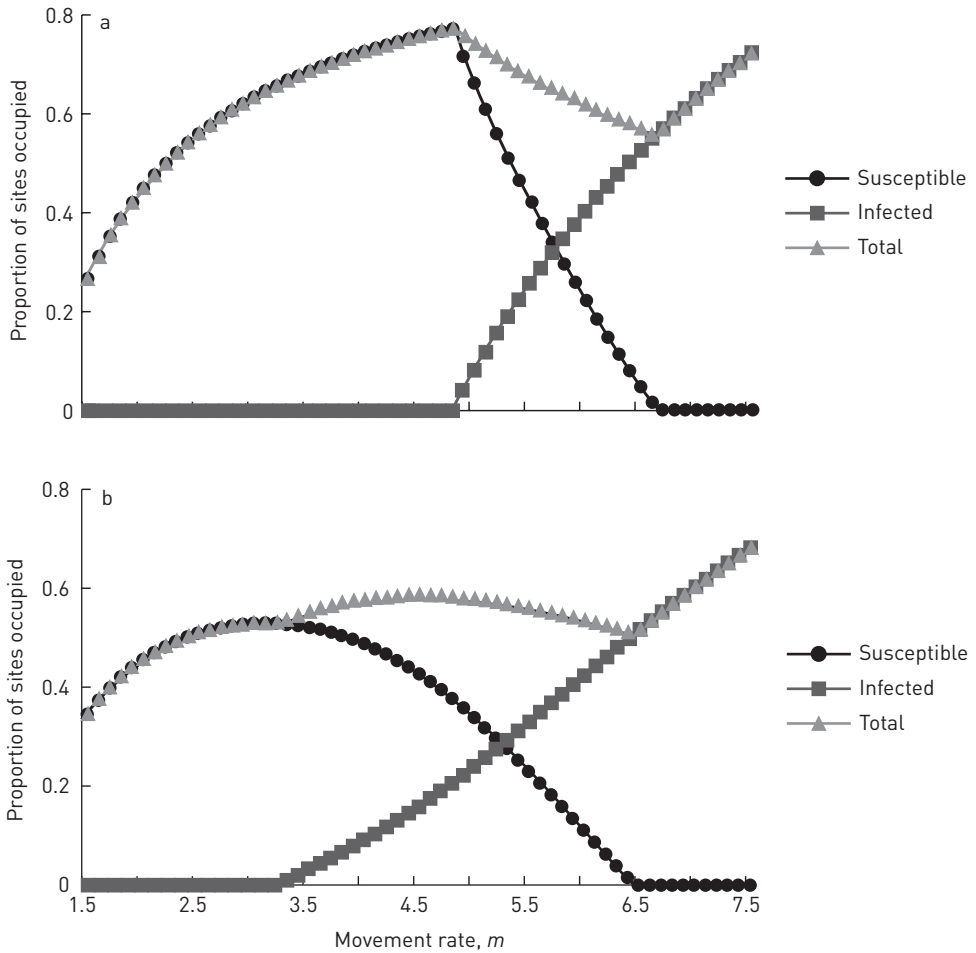 a
0.8
0.6
0.4
0.2
0
Proportion of sites occupied
Susceptible
Infected
Total
b
0.8
0.6
0.4
0.2
0
Proportion of sites occupied
Susceptible
Infected
Total
1.5 2.5 3.5 4.5 5.5 6.5 7.5
Movement rate, m